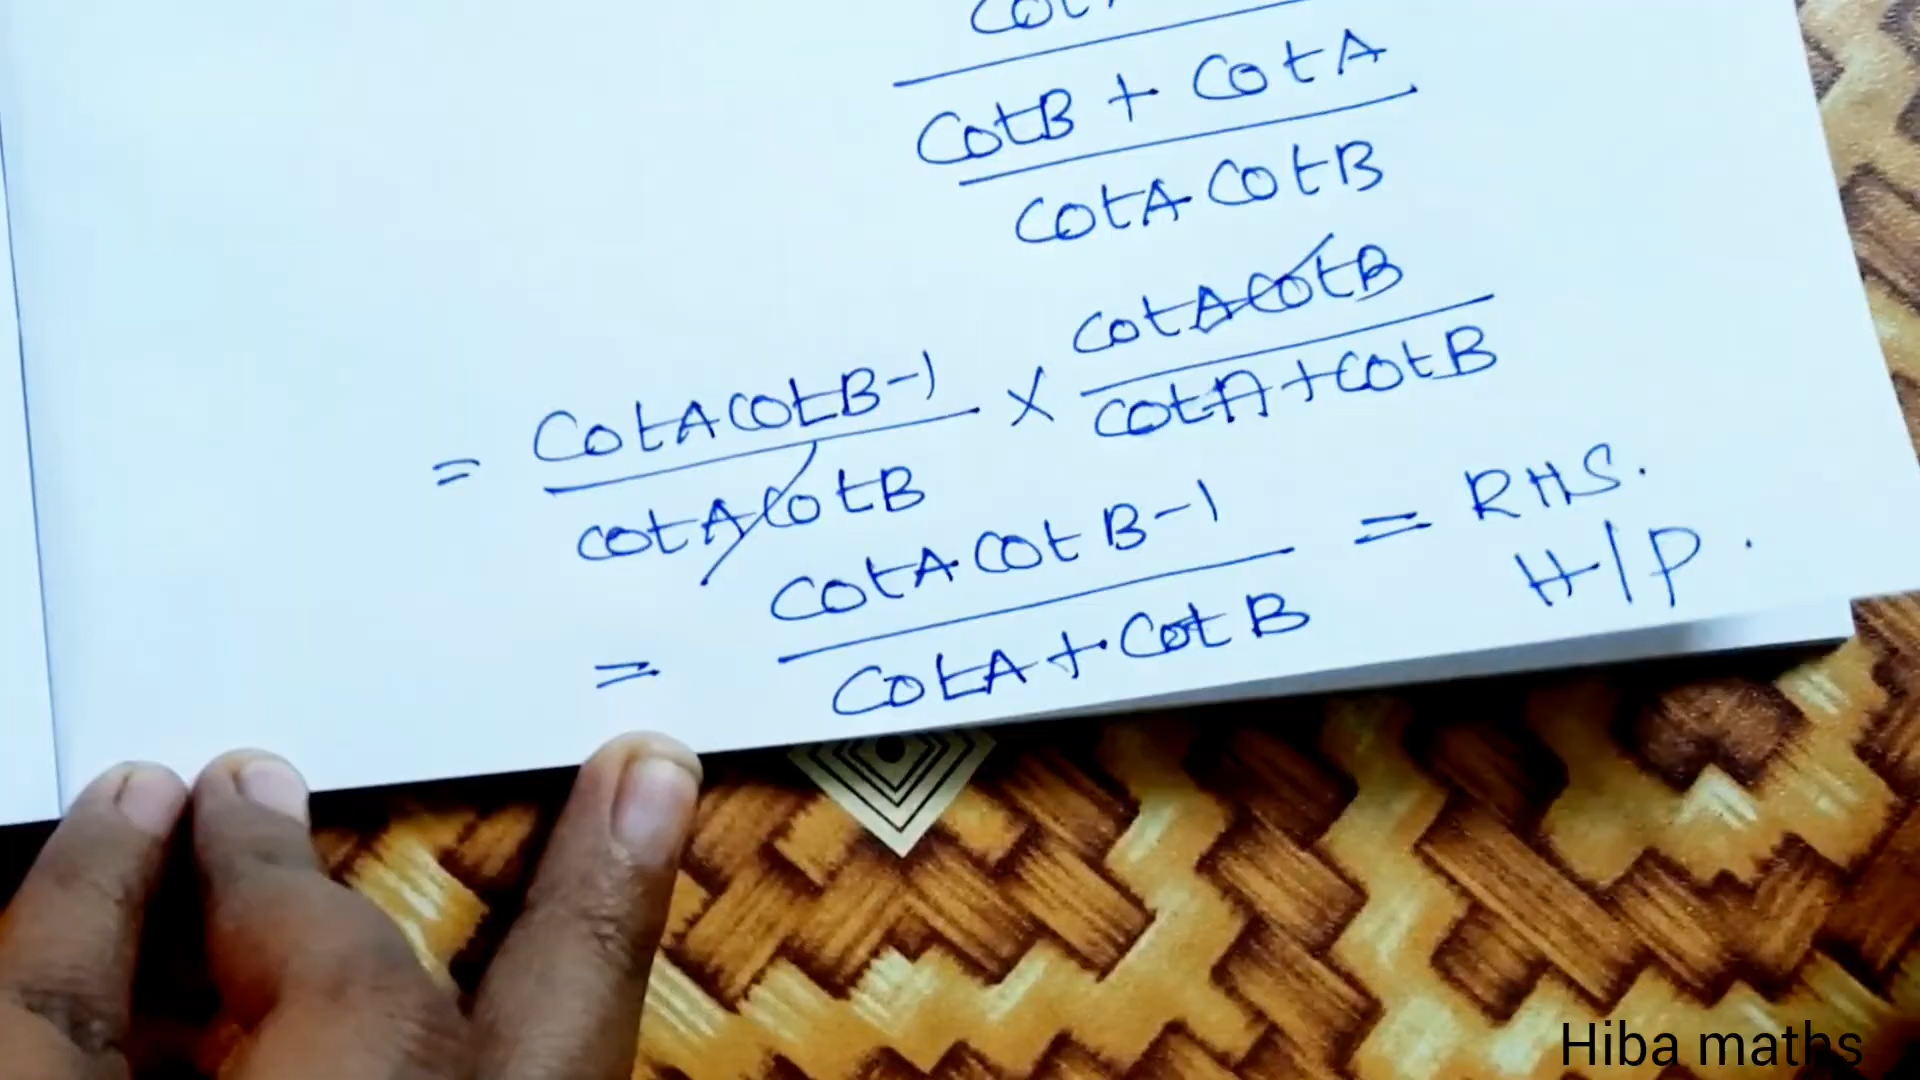 CotB + CotA
CotA CotB
= CotA CotB-1 / CotA CotB × CotA CotB / CotA + CotB
= CotA Cot B-1 / CotA + Cot B = RHS.
H/P.
Hiba maths